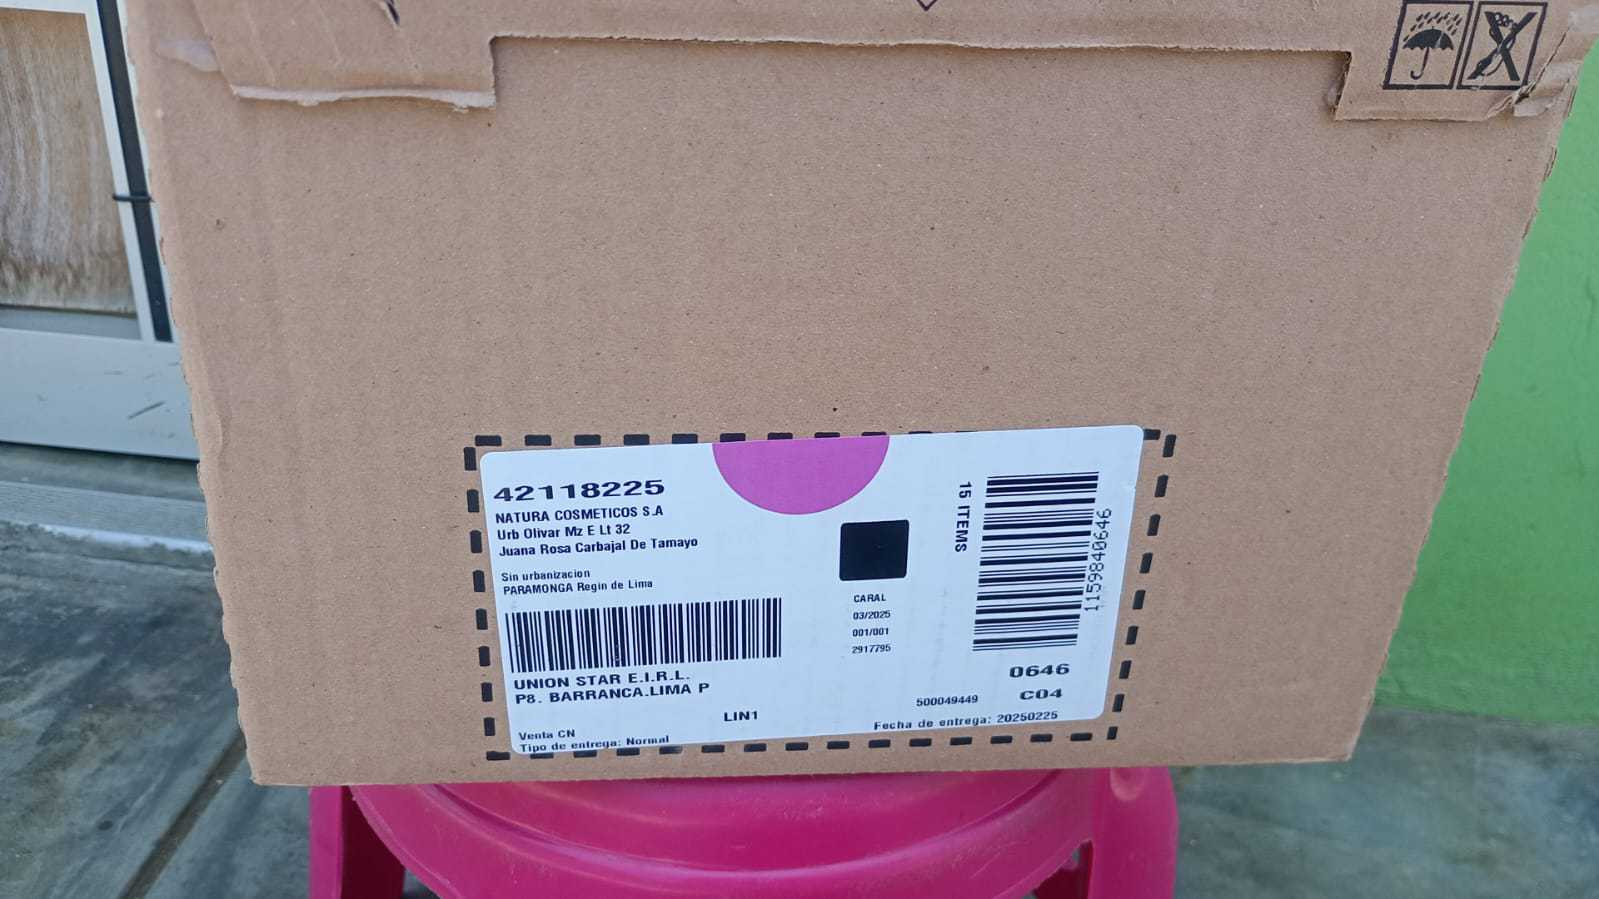 42118225
NATURA COSMETICOS S.A
Urb Olivar Mz E Lt 32
Juana Rosa Carbajal De Tamayo
Sin urbanizacion
PARAMONGA Regin de Lima
UNION STAR E.I.R.L.
P8. BARRANCA.LIMA P
LIN1
Venta CN
Tipo de entrega: Normal
CARAL
03/2025
001/001
2917795
15 ITEMS
1159840646
0646
C04
500049449
Fecha de entrega: 20250225